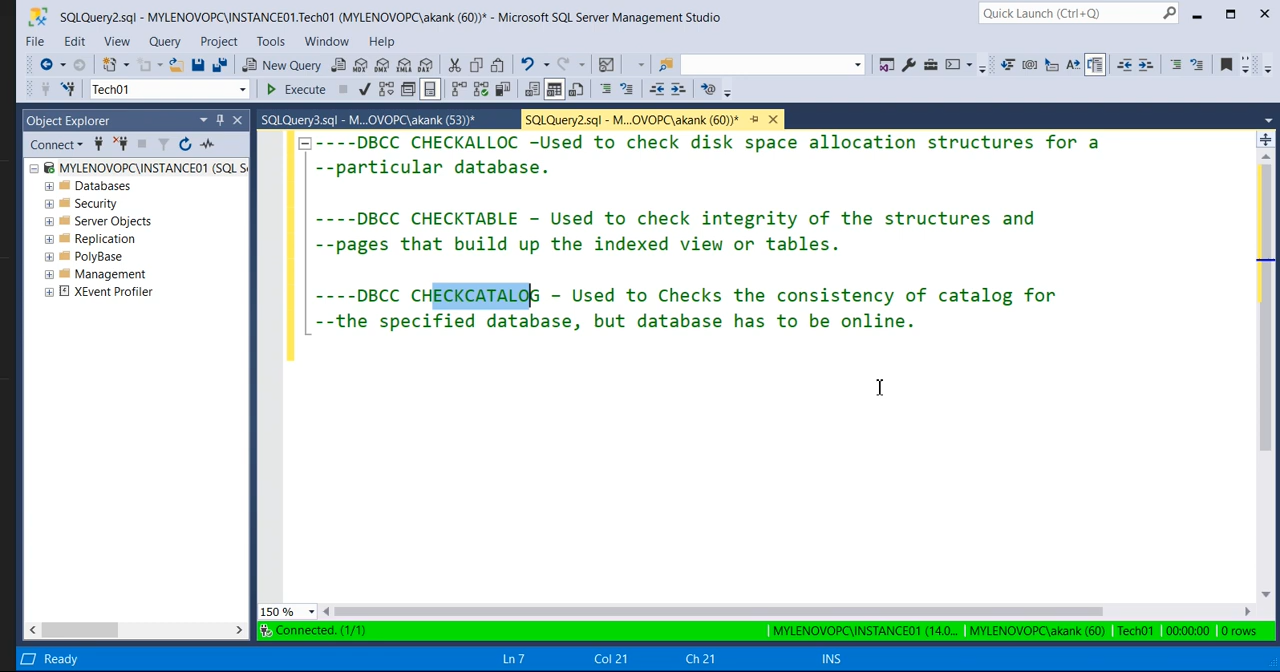 SQLQuery2.sql - MYLENOVOPC\INSTANCE01.Tech01 (MYLENOVOPC\akank (60))* - Microsoft SQL Server Management Studio
Quick Launch (Ctrl+Q)
File Edit View Query Project Tools Window Help
New Query
Tech01
Execute
Object Explorer
SQLQuery3.sql - M...OVOPC\akank (53))*
SQLQuery2.sql - M...OVOPC\akank (60))*
Connect
MYLENOVOPC\INSTANCE01 (SQL S
Databases
Security
Server Objects
Replication
PolyBase
Management
XEvent Profiler
----DBCC CHECKALLOC –Used to check disk space allocation structures for a
--particular database.
----DBCC CHECKTABLE – Used to check integrity of the structures and
--pages that build up the indexed view or tables.
----DBCC CHECKCATALOG – Used to Checks the consistency of catalog for
--the specified database, but database has to be online.
150 %
Connected. (1/1)
MYLENOVOPC\INSTANCE01 (14.0... MYLENOVOPC\akank (60) Tech01 00:00:00 0 rows
Ready Ln 7 Col 21 Ch 21 INS